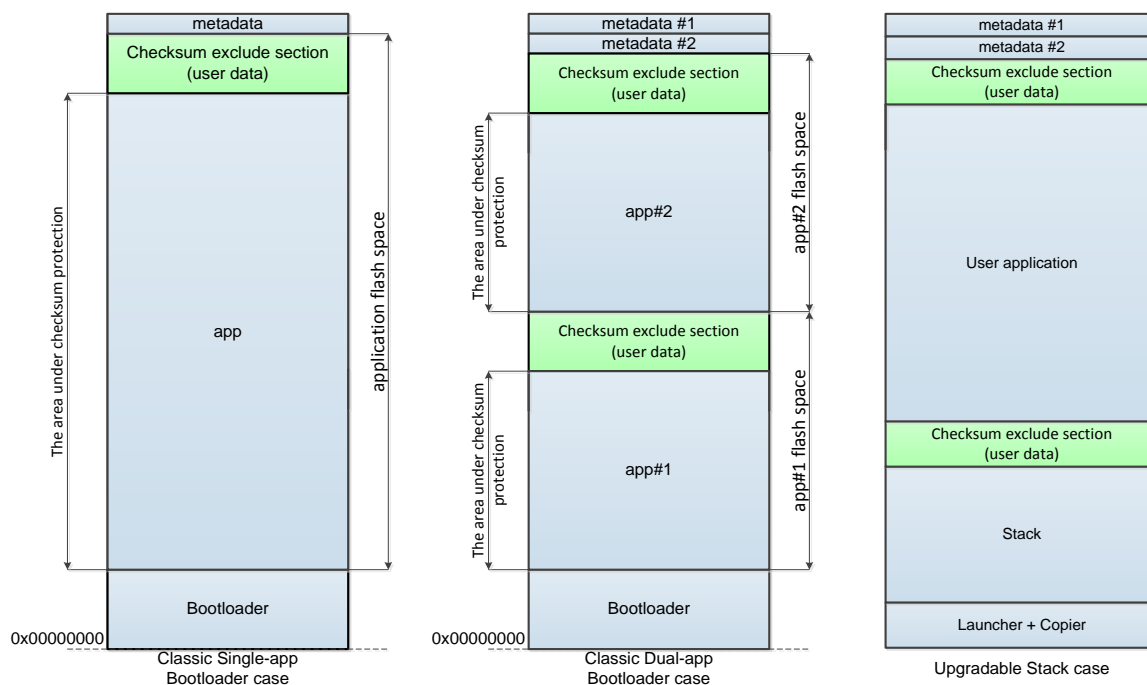 metadata
Checksum exclude section
(user data)
The area under checksum protection
app
application flash space
Bootloader
0x00000000
Classic Single-app
Bootloader case
metadata #1
metadata #2
Checksum exclude section
(user data)
The area under checksum
protection
app#2
app#2 flash space
Checksum exclude section
(user data)
The area under checksum
protection
app#1
app#1 flash space
Bootloader
0x00000000
Classic Dual-app
Bootloader case
metadata #1
metadata #2
Checksum exclude section
(user data)
User application
Checksum exclude section
(user data)
Stack
Launcher + Copier
Upgradable Stack case